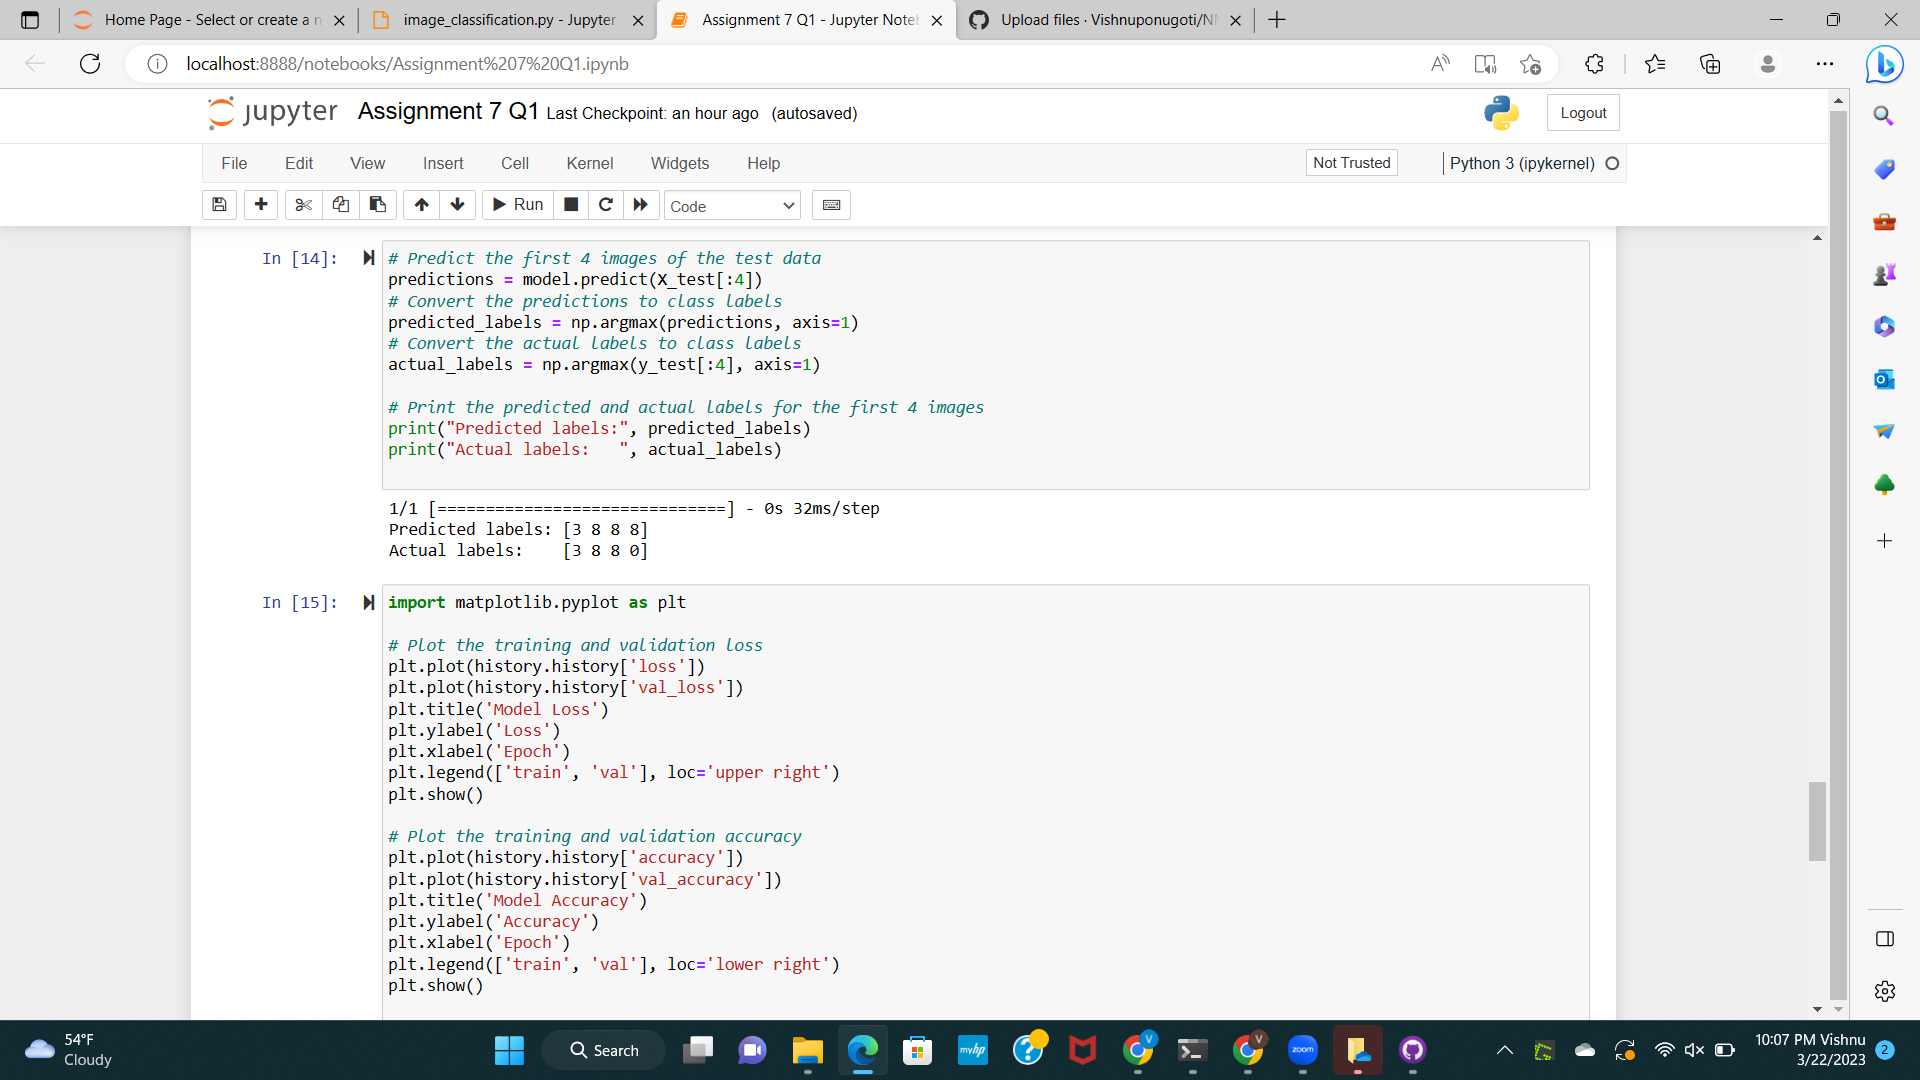 Home Page - Select or create a n
image_classification.py - Jupyter
Assignment 7 Q1 - Jupyter Noteb
Upload files · Vishnuponugoti/NN
localhost:8888/notebooks/Assignment%207%20Q1.ipynb
jupyter Assignment 7 Q1 Last Checkpoint: an hour ago (autosaved)
Logout
File Edit View Insert Cell Kernel Widgets Help
Not Trusted
Python 3 (ipykernel)
Run
Code
In [14]:
# Predict the first 4 images of the test data
predictions = model.predict(X_test[:4])
# Convert the predictions to class labels
predicted_labels = np.argmax(predictions, axis=1)
# Convert the actual labels to class labels
actual_labels = np.argmax(y_test[:4], axis=1)
# Print the predicted and actual labels for the first 4 images
print("Predicted labels:", predicted_labels)
print("Actual labels:   ", actual_labels)
1/1 [==============================] - 0s 32ms/step
Predicted labels: [3 8 8 8]
Actual labels:    [3 8 8 0]
In [15]:
import matplotlib.pyplot as plt
# Plot the training and validation loss
plt.plot(history.history['loss'])
plt.plot(history.history['val_loss'])
plt.title('Model Loss')
plt.ylabel('Loss')
plt.xlabel('Epoch')
plt.legend(['train', 'val'], loc='upper right')
plt.show()
# Plot the training and validation accuracy
plt.plot(history.history['accuracy'])
plt.plot(history.history['val_accuracy'])
plt.title('Model Accuracy')
plt.ylabel('Accuracy')
plt.xlabel('Epoch')
plt.legend(['train', 'val'], loc='lower right')
plt.show()
54°F
Cloudy
Search
myhp
zoom
V
V
10:07 PM Vishnu
3/22/2023
2